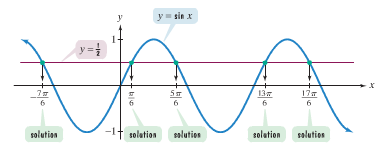 y
y = sin x
1
y = 1/2
x
-7π/6
π/6
5π/6
13π/6
17π/6
-1
solution
solution
solution
solution
solution